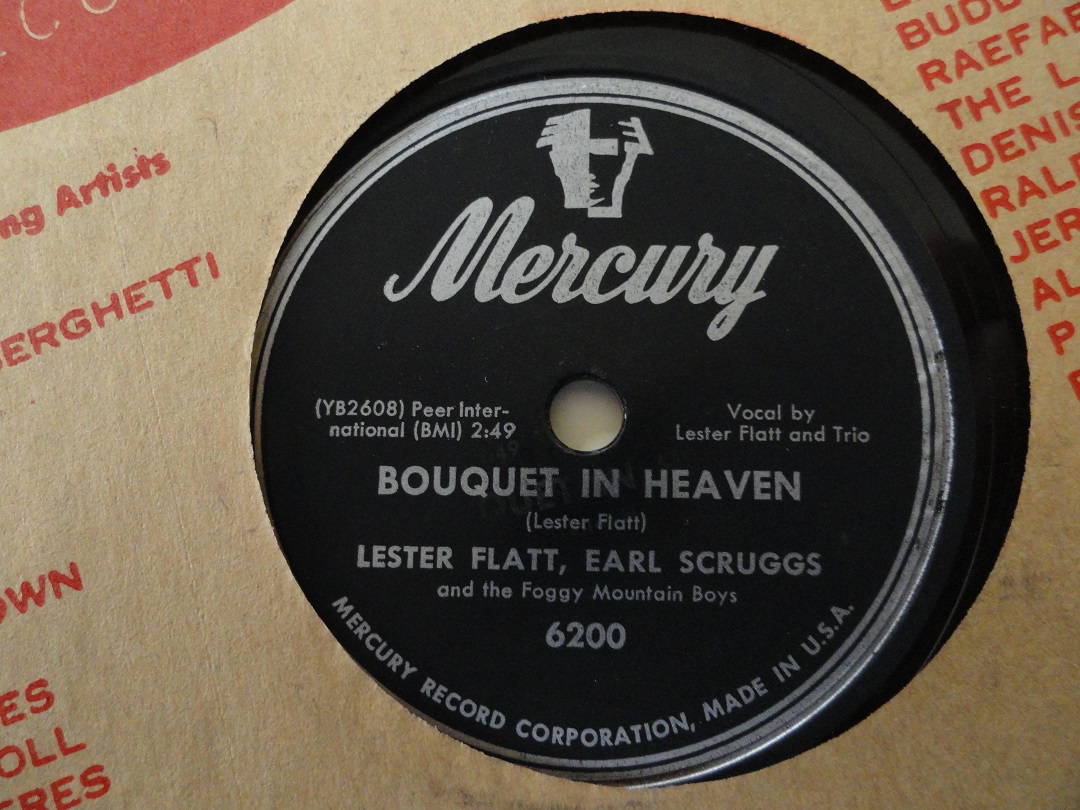 ng Artists
ERGHETTI
OWN
ES
OLL
ERES
Mercury
(YB2608) Peer Inter-
national (BMI) 2:49
Vocal by
Lester Flatt and Trio
BOUQUET IN HEAVEN
(Lester Flatt)
LESTER FLATT, EARL SCRUGGS
and the Foggy Mountain Boys
6200
MERCURY RECORD CORPORATION, MADE IN U.S.A.
BUDD
RAEFAE
THE L
DENIS
RAL
JER
AL
P